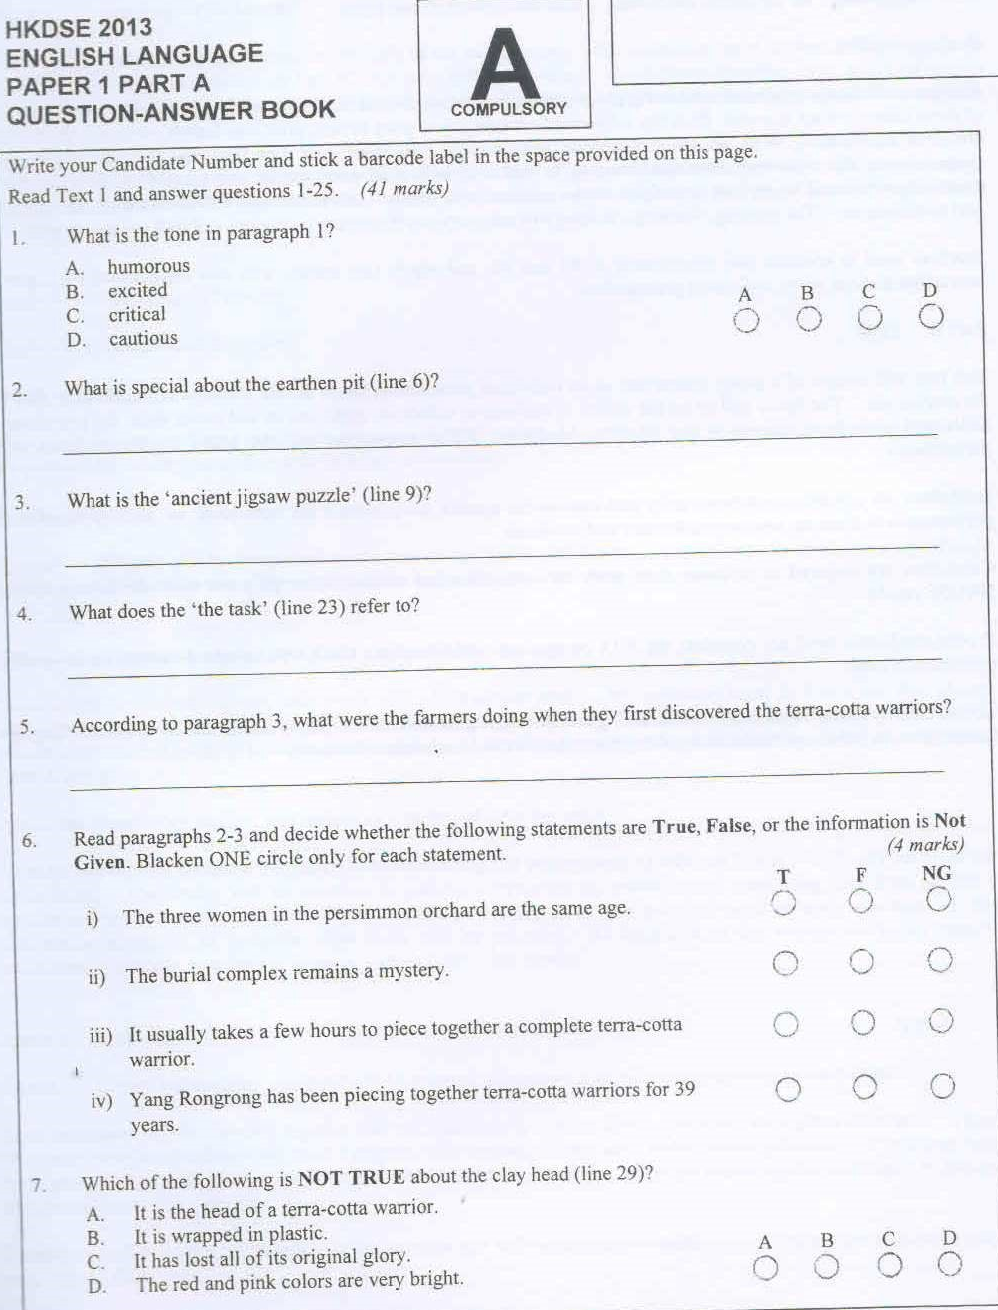 HKDSE 2013
ENGLISH LANGUAGE
PAPER 1 PART A
QUESTION-ANSWER BOOK
A
COMPULSORY
Write your Candidate Number and stick a barcode label in the space provided on this page.
Read Text 1 and answer questions 1-25. (41 marks)
1. What is the tone in paragraph 1?
A. humorous
B. excited
C. critical
D. cautious
A B C D
2. What is special about the earthen pit (line 6)?
3. What is the ‘ancient jigsaw puzzle’ (line 9)?
4. What does the ‘the task’ (line 23) refer to?
5. According to paragraph 3, what were the farmers doing when they first discovered the terra-cotta warriors?
6. Read paragraphs 2-3 and decide whether the following statements are True, False, or the information is Not
Given. Blacken ONE circle only for each statement. (4 marks)
T F NG
i) The three women in the persimmon orchard are the same age.
ii) The burial complex remains a mystery.
iii) It usually takes a few hours to piece together a complete terra-cotta
warrior.
iv) Yang Rongrong has been piecing together terra-cotta warriors for 39
years.
7. Which of the following is NOT TRUE about the clay head (line 29)?
A. It is the head of a terra-cotta warrior.
B. It is wrapped in plastic.
C. It has lost all of its original glory.
D. The red and pink colors are very bright.
A B C D